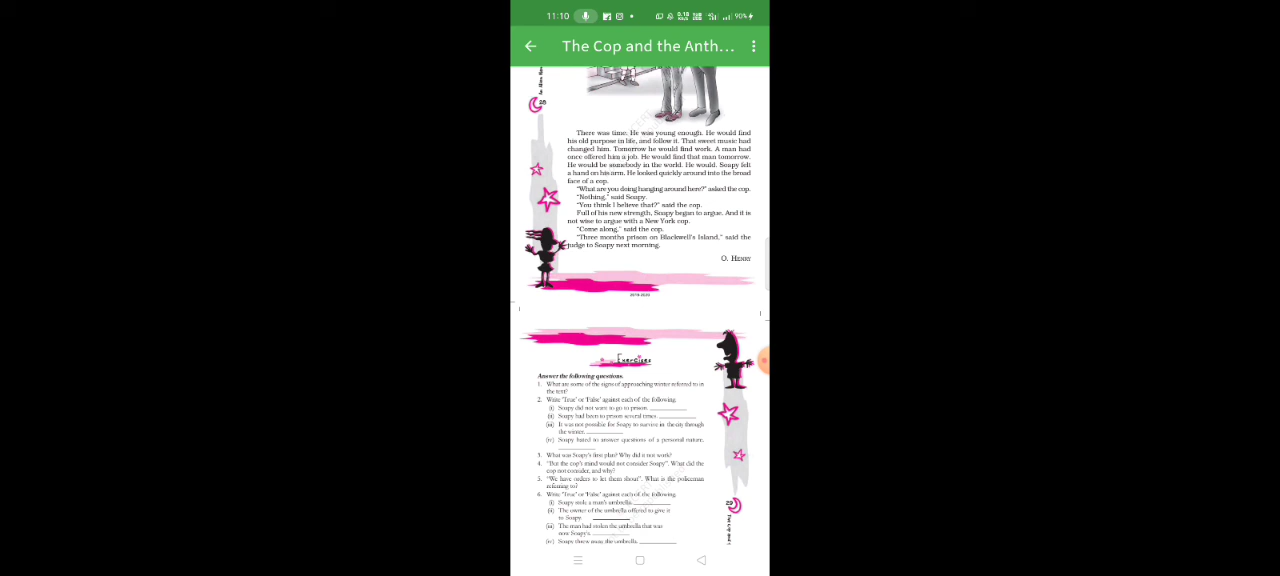 11:10
0.15
KB/S
90%
The Cop and the Anth...
28
There was time. He was young enough. He would find
his old purpose in life, and follow it. That sweet music had
changed him. Tomorrow he would find work. A man had
once offered him a job. He would find that man tomorrow.
He would be somebody in the world. He would. Soapy felt
a hand on his arm. He looked quickly around into the broad
face of a cop.
“What are you doing hanging around here?” asked the cop.
“Nothing,” said Soapy.
“You think I believe that?” said the cop.
Full of his new strength, Soapy began to argue. And it is
not wise to argue with a New York cop.
“Come along,” said the cop.
“Three months prison on Blackwell’s Island,” said the
judge to Soapy next morning.
O. HENRY
Exercises
Answer the following questions.
1. What are some of the signs of approaching winter referred to in
the text?
2. Write ‘True’ or ‘False’ against each of the following.
(i) Soapy did not want to go to prison.
(ii) Soapy had been to prison several times.
(iii) It was not possible for Soapy to survive in the city through
the winter.
(iv) Soapy hated to answer questions of a personal nature.
3. What was Soapy’s first plan? Why did it not work?
4. “But the cop’s mind would not consider Soapy”. What did the
cop not consider, and why?
5. “We have orders to let them shout”. What is the policeman
referring to?
6. Write ‘True’ or ‘False’ against each of the following.
(i) Soapy stole a man’s umbrella.
(ii) The owner of the umbrella offered to give it
to Soapy.
(iii) The man had stolen the umbrella that was
now Soapy’s.
(iv) Soapy threw away the umbrella.
29